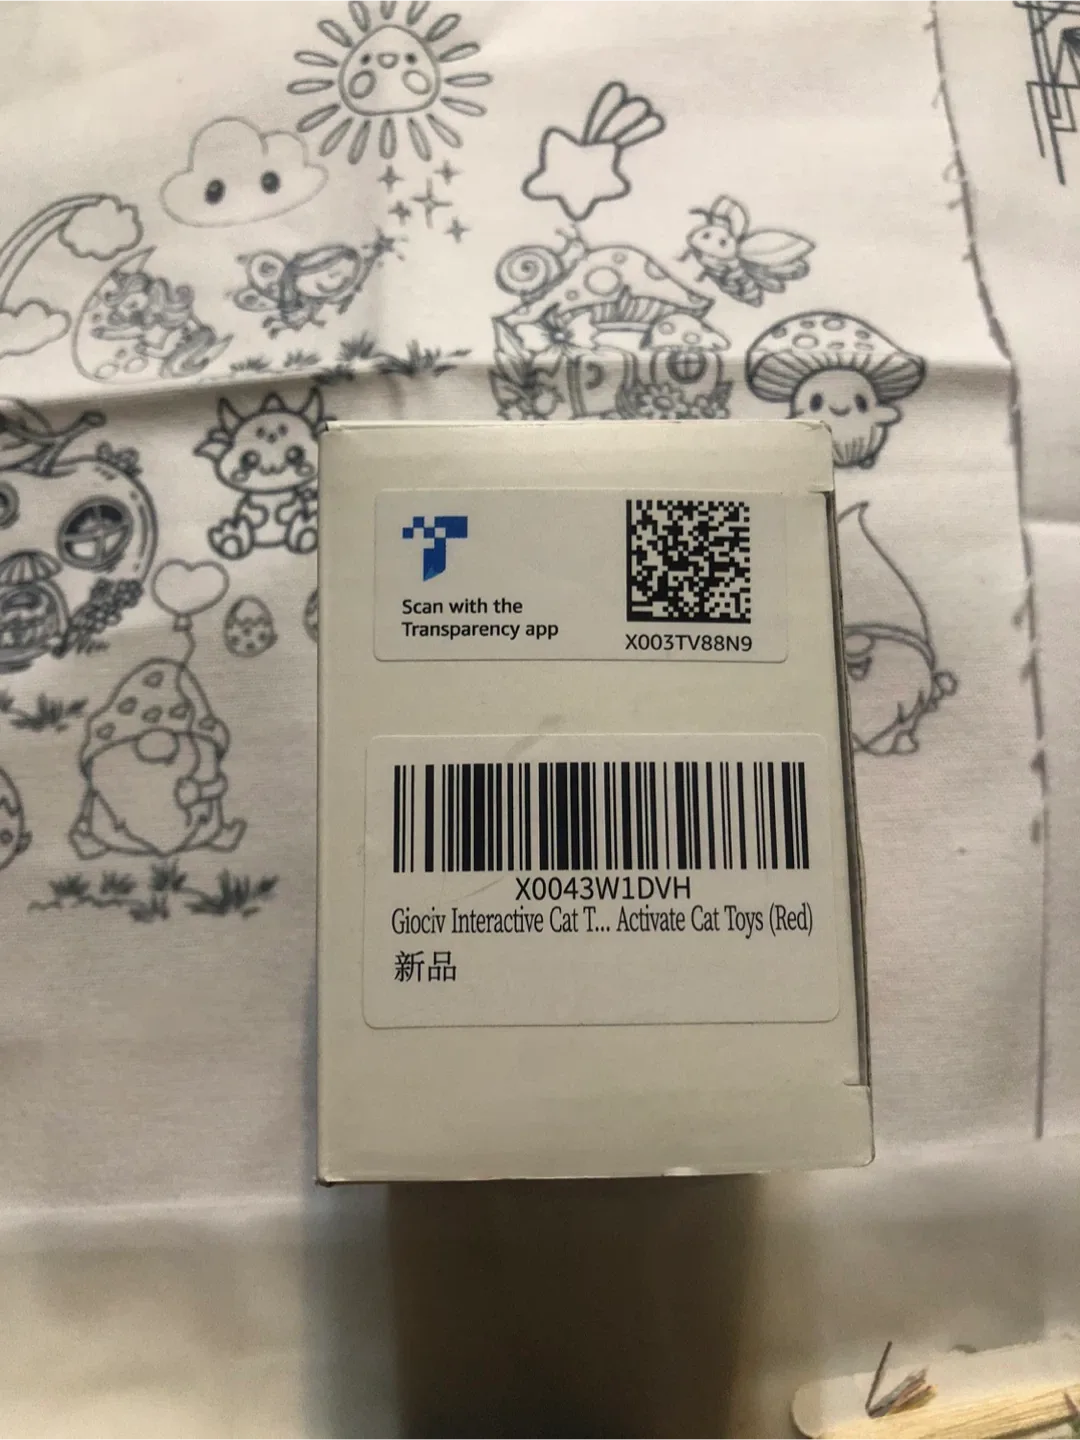 Scan with the
Transparency app
X003TV88N9
X0043W1DVH
Giociv Interactive Cat T... Activate Cat Toys (Red)
新品